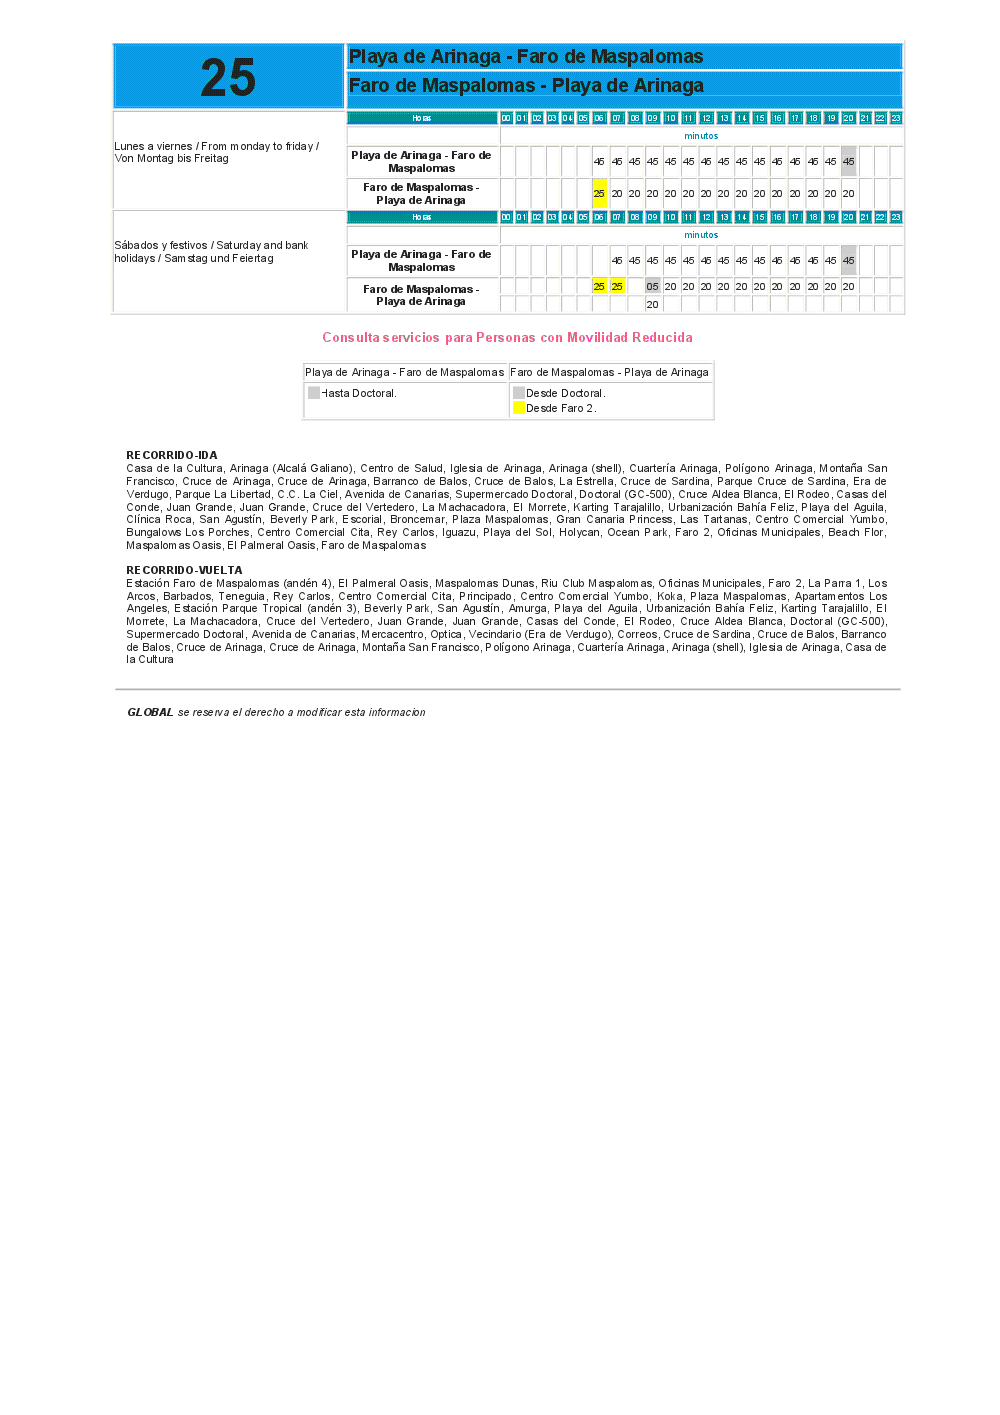 25
Playa de Arinaga - Faro de Maspalomas
Faro de Maspalomas - Playa de Arinaga
Lunes a viernes / From monday to friday /
Von Montag bis Freitag
Horas 00 01 02 03 04 05 06 07 08 09 10 11 12 13 14 15 16 17 18 19 20 21 22 23
minutos
Playa de Arinaga - Faro de
Maspalomas
45 45 45 45 45 45 45 45 45 45 45 45 45 45 45
Faro de Maspalomas -
Playa de Arinaga
25 20 20 20 20 20 20 20 20 20 20 20 20 20 20
Sábados y festivos / Saturday and bank
holidays / Samstag und Feiertag
Horas 00 01 02 03 04 05 06 07 08 09 10 11 12 13 14 15 16 17 18 19 20 21 22 23
minutos
Playa de Arinaga - Faro de
Maspalomas
45 45 45 45 45 45 45 45 45 45 45 45 45 45
Faro de Maspalomas -
Playa de Arinaga
25 25 05 20 20 20 20 20 20 20 20 20 20 20
20
Consulta servicios para Personas con Movilidad Reducida
Playa de Arinaga - Faro de Maspalomas Faro de Maspalomas - Playa de Arinaga
Hasta Doctoral. Desde Doctoral.
Desde Faro 2.
RECORRIDO-IDA
Casa de la Cultura, Arinaga (Alcalá Galiano), Centro de Salud, Iglesia de Arinaga, Arinaga (shell), Cuartería Arinaga, Polígono Arinaga, Montaña San
Francisco, Cruce de Arinaga, Cruce de Arinaga, Barranco de Balos, Cruce de Balos, La Estrella, Cruce de Sardina, Parque Cruce de Sardina, Era de
Verdugo, Parque La Libertad, C.C. La Ciel, Avenida de Canarias, Supermercado Doctoral, Doctoral (GC-500), Cruce Aldea Blanca, El Rodeo, Casas del
Conde, Juan Grande, Juan Grande, Cruce del Vertedero, La Machacadora, El Morrete, Karting Tarajalillo, Urbanización Bahía Feliz, Playa del Aguila,
Clínica Roca, San Agustín, Beverly Park, Escorial, Broncemar, Plaza Maspalomas, Gran Canaria Princess, Las Tartanas, Centro Comercial Yumbo,
Bungalows Los Porches, Centro Comercial Cita, Rey Carlos, Iguazu, Playa del Sol, Holycan, Ocean Park, Faro 2, Oficinas Municipales, Beach Flor,
Maspalomas Oasis, El Palmeral Oasis, Faro de Maspalomas
RECORRIDO-VUELTA
Estación Faro de Maspalomas (andén 4), El Palmeral Oasis, Maspalomas Dunas, Riu Club Maspalomas, Oficinas Municipales, Faro 2, La Parra 1, Los
Arcos, Barbados, Teneguia, Rey Carlos, Centro Comercial Cita, Principado, Centro Comercial Yumbo, Koka, Plaza Maspalomas, Apartamentos Los
Angeles, Estación Parque Tropical (andén 3), Beverly Park, San Agustín, Amurga, Playa del Aguila, Urbanización Bahía Feliz, Karting Tarajalillo, El
Morrete, La Machacadora, Cruce del Vertedero, Juan Grande, Juan Grande, Casas del Conde, El Rodeo, Cruce Aldea Blanca, Doctoral (GC-500),
Supermercado Doctoral, Avenida de Canarias, Mercacentro, Optica, Vecindario (Era de Verdugo), Correos, Cruce de Sardina, Cruce de Balos, Barranco
de Balos, Cruce de Arinaga, Cruce de Arinaga, Montaña San Francisco, Polígono Arinaga, Cuartería Arinaga, Arinaga (shell), Iglesia de Arinaga, Casa de
la Cultura
GLOBAL se reserva el derecho a modificar esta informacion